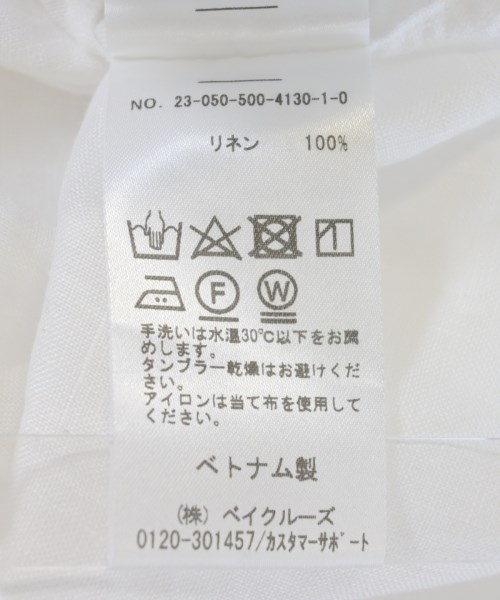 NO. 23-050-500-4130-1-0
リネン 100%
F W
手洗いは水温30℃以下をお薦
めします。
タンブラー乾燥はお避けくだ
さい。
アイロンは当て布を使用して
ください。
ベトナム製
(株) ベイクルーズ
0120-301457/カスタマーサポート